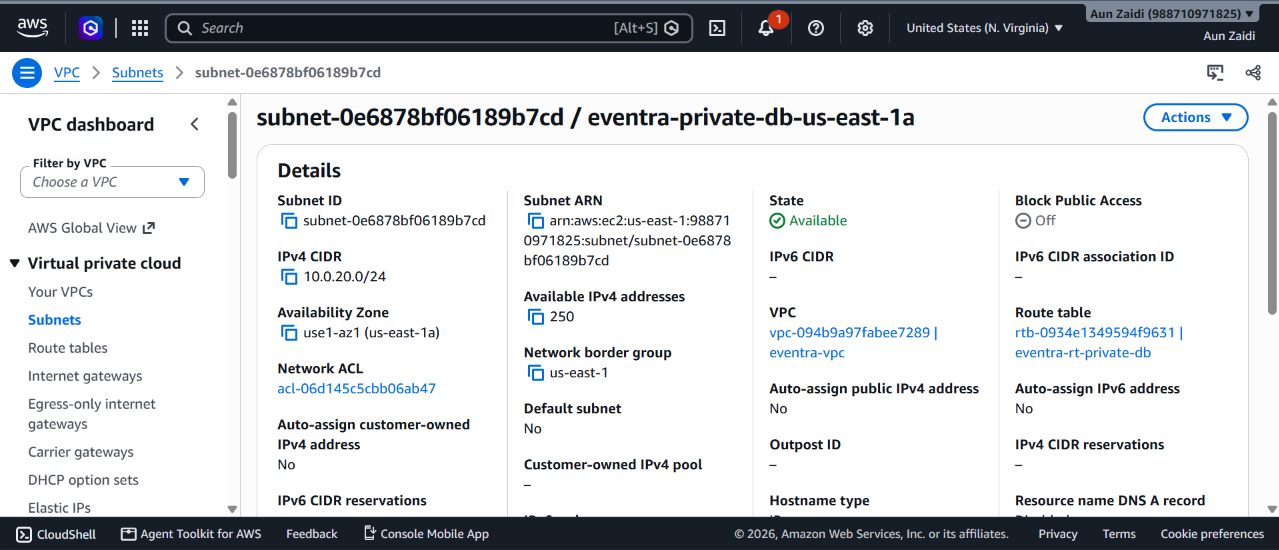 aws
Search
[Alt+S]
1
United States (N. Virginia)
Aun Zaidi (988710971825)
Aun Zaidi
VPC
Subnets
subnet-0e6878bf06189b7cd
VPC dashboard
Filter by VPC
Choose a VPC
AWS Global View
Virtual private cloud
Your VPCs
Subnets
Route tables
Internet gateways
Egress-only internet
gateways
Carrier gateways
DHCP option sets
Elastic IPs
subnet-0e6878bf06189b7cd / eventra-private-db-us-east-1a
Actions
Details
Subnet ID
subnet-0e6878bf06189b7cd
IPv4 CIDR
10.0.20.0/24
Availability Zone
use1-az1 (us-east-1a)
Network ACL
acl-06d145c5cbb06ab47
Auto-assign customer-owned
IPv4 address
No
IPv6 CIDR reservations
Subnet ARN
arn:aws:ec2:us-east-1:98871
0971825:subnet/subnet-0e6878
bf06189b7cd
Available IPv4 addresses
250
Network border group
us-east-1
Default subnet
No
Customer-owned IPv4 pool
–
State
Available
IPv6 CIDR
–
VPC
vpc-094b9a97fabee7289 |
eventra-vpc
Auto-assign public IPv4 address
No
Outpost ID
–
Hostname type
Block Public Access
Off
IPv6 CIDR association ID
–
Route table
rtb-0934e1349594f9631 |
eventra-rt-private-db
Auto-assign IPv6 address
No
IPv4 CIDR reservations
–
Resource name DNS A record
CloudShell
Agent Toolkit for AWS
Feedback
Console Mobile App
© 2026, Amazon Web Services, Inc. or its affiliates.
Privacy
Terms
Cookie preferences